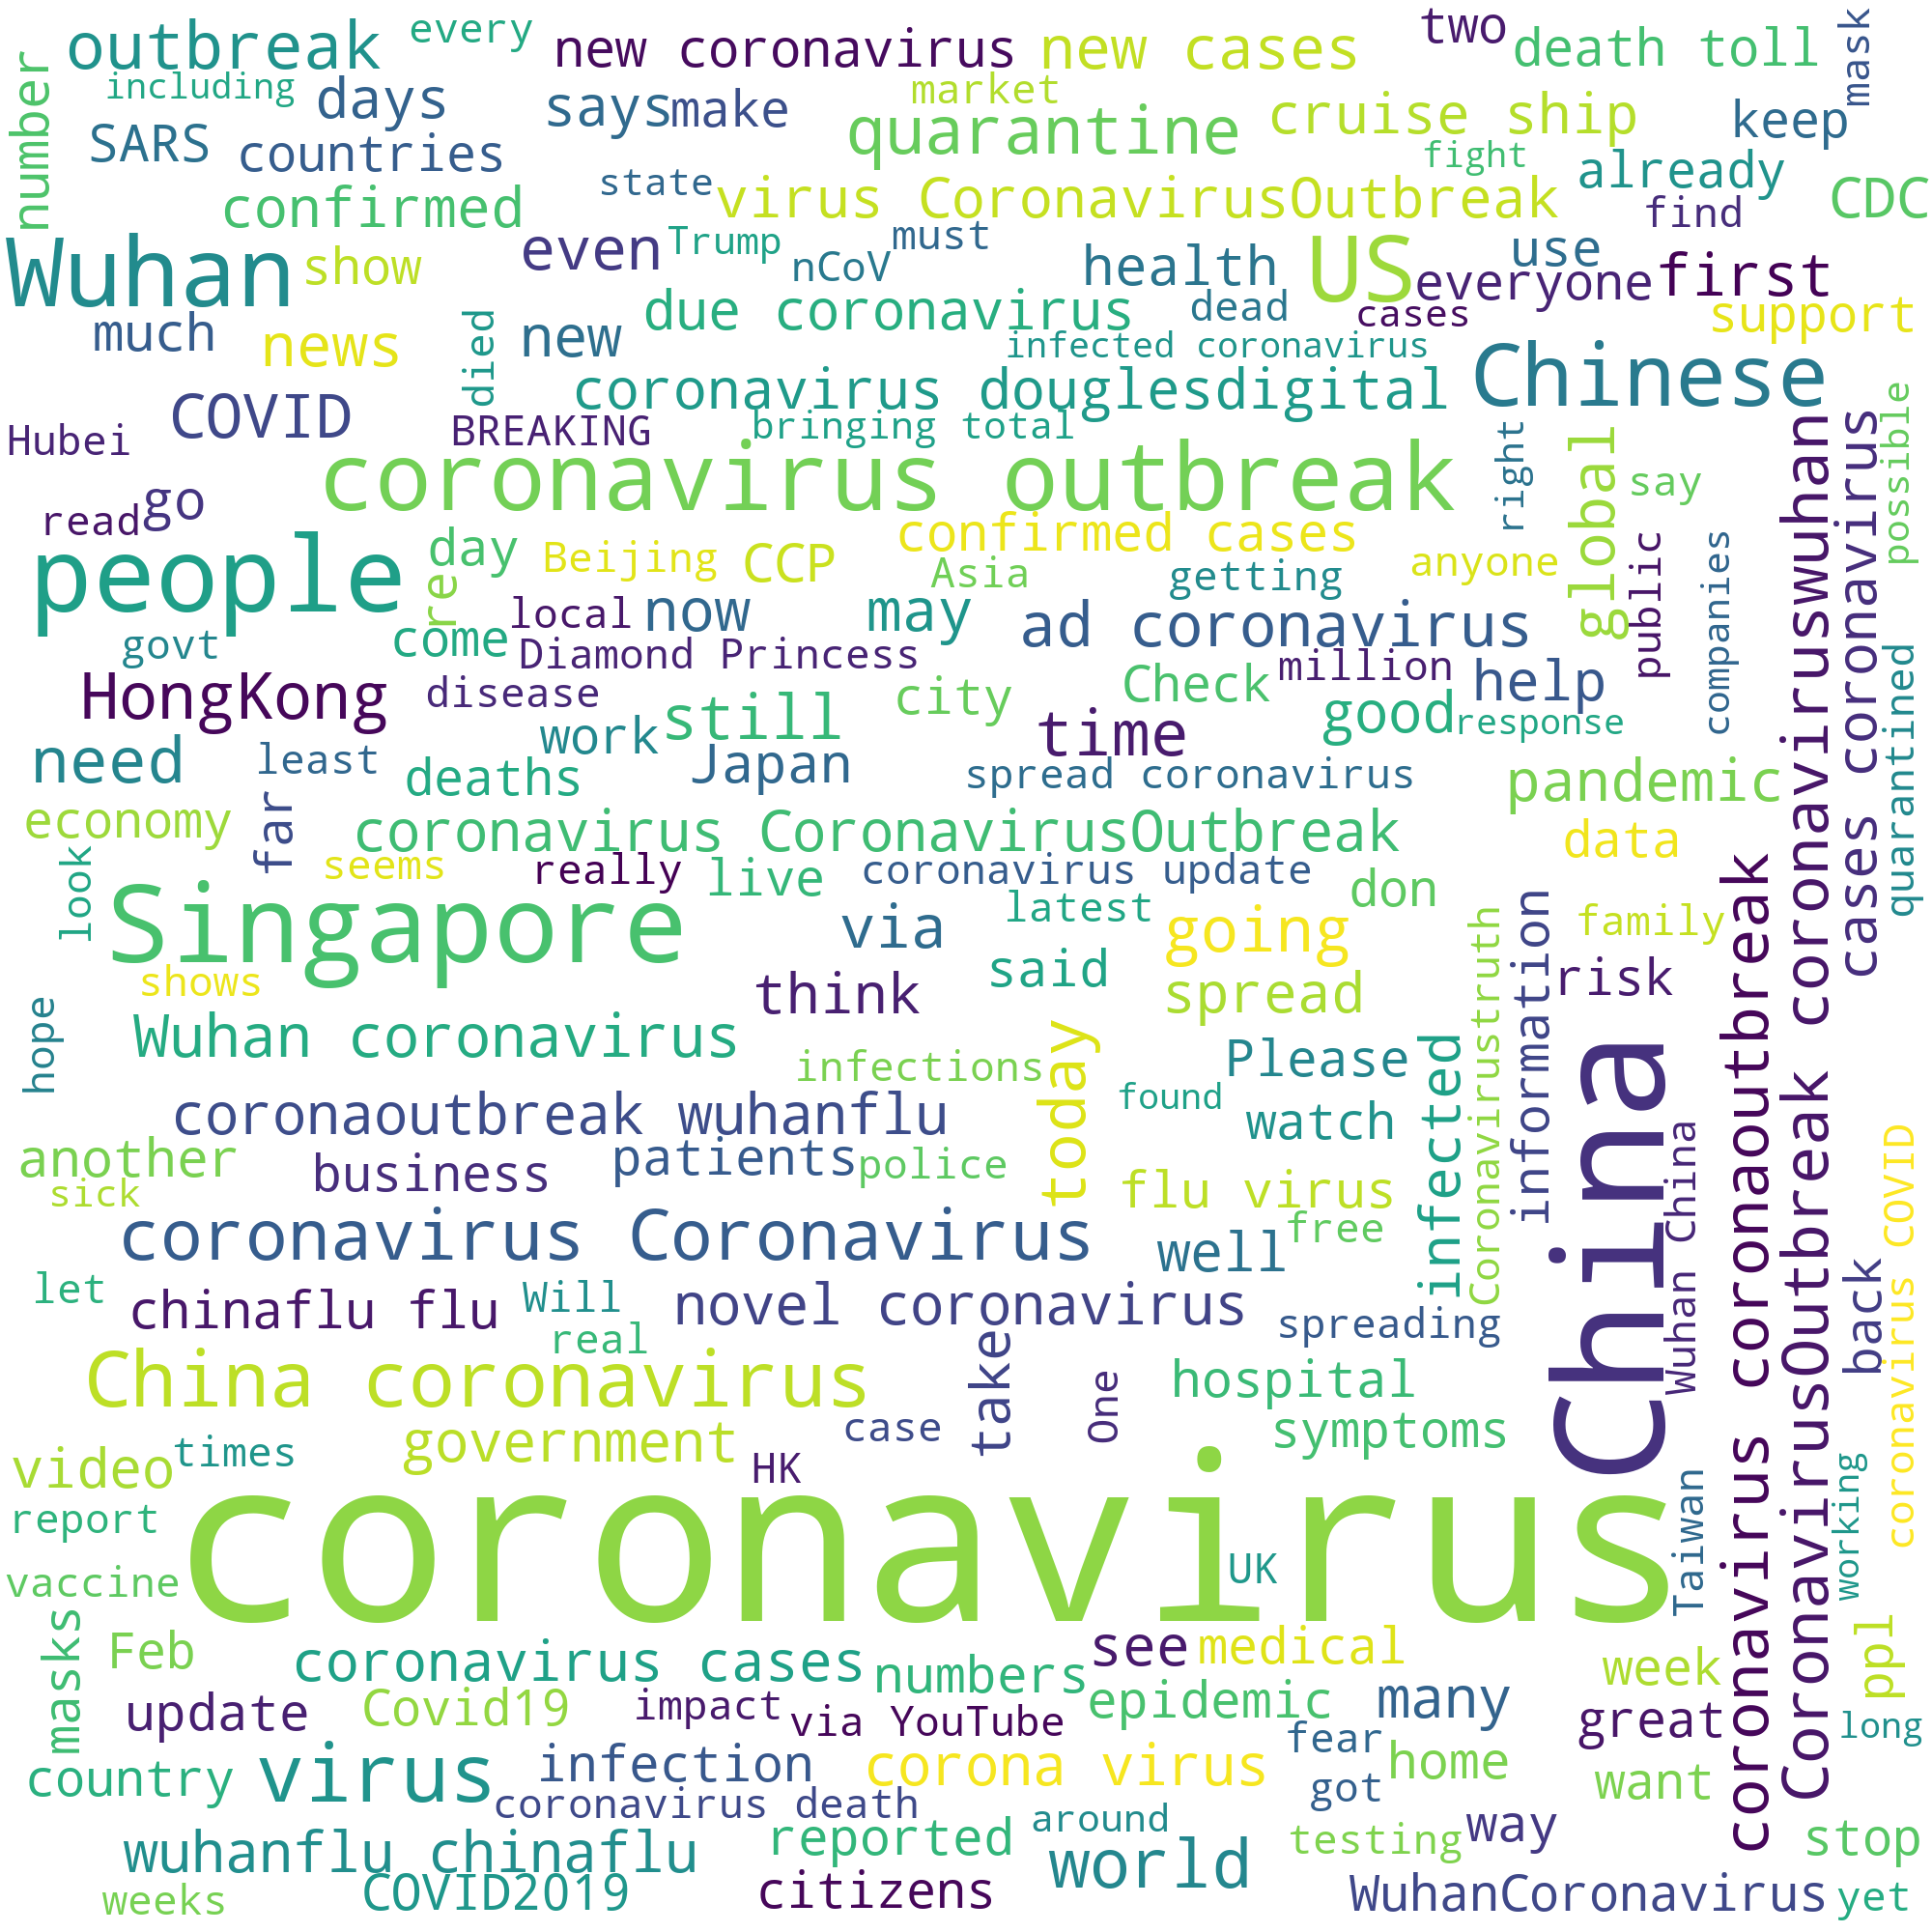 outbreak
every
new coronavirus
new cases
two
death toll
mask
number
including
days
says
make
market
quarantine
cruise ship
keep
SARS
countries
confirmed
state
virus CoronavirusOutbreak
fight
already
find
CDC
Wuhan
show
even
Trump
nCoV
must
health
US
use
everyone
first
much
news
died
new
due coronavirus
dead
cases
support
infected coronavirus
coronavirus douglesdigital
Chinese
COVID
Hubei
BREAKING
bringing total
right
global
coronavirus outbreak
say
possible
read
go
people
day
re
Beijing
CCP
confirmed cases
Asia
getting
anyone
public
companies
govt
come
local
now
may
ad coronavirus
Diamond Princess
million
HongKong
disease
still
city
Check
good
help
response
need
least
work
Japan
time
deaths
spread coronavirus
pandemic
quarantined
economy
far
coronavirus CoronavirusOutbreak
data
look
seems
really
live
coronavirus update
don
Singapore
via
latest
going
Coronavirustruth
information
family
shows
think
said
spread
risk
hope
Wuhan coronavirus
infections
today
Please
infected
found
watch
China
Wuhan China
coronavirus coronaoutbreak
CoronavirusOutbreak coronaviruswuhan
cases coronavirus
coronavirus COVID
coronaoutbreak wuhanflu
another
sick
business
patients
police
flu virus
free
coronavirus Coronavirus
well
let
chinaflu flu
Will
real
novel coronavirus
spreading
back
China coronavirus
take
One
hospital
case
symptoms
government
video
times
HK
report
coronavirus
UK
Taiwan
working
vaccine
masks
Feb
coronavirus cases
numbers
see
medical
week
ppl
update
Covid19
impact
via YouTube
epidemic
many
great
long
country
virus
infection
corona virus
fear
home
got
want
coronavirus death
wuhanflu chinaflu
reported
around
world
testing
way
stop
weeks
COVID2019
citizens
WuhanCoronavirus
yet